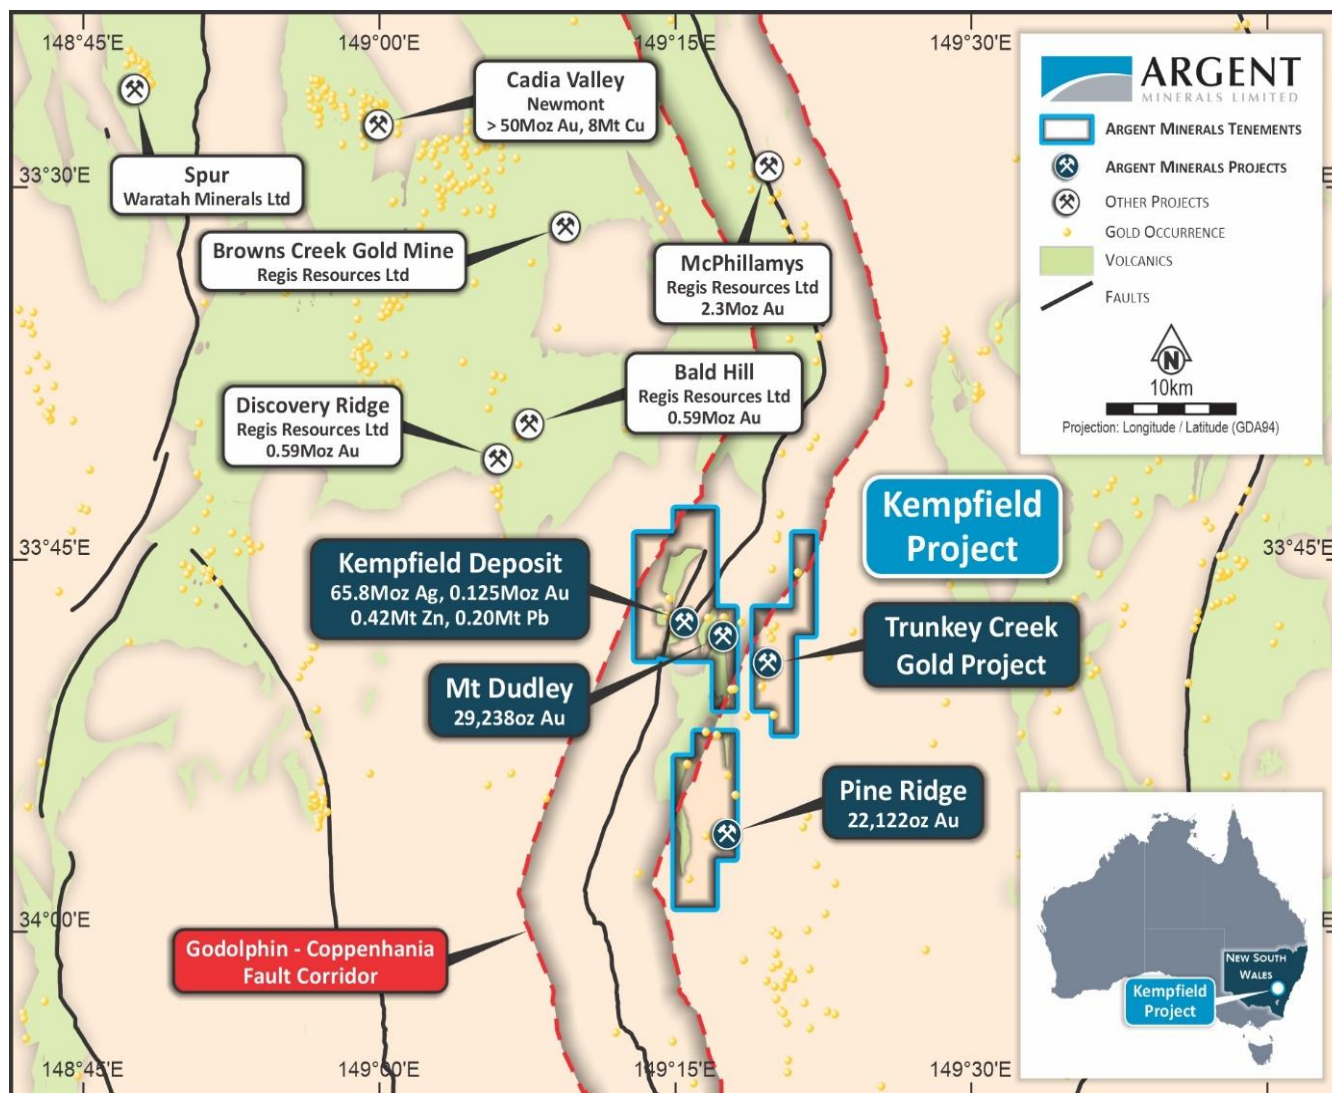 148°45'E
149°00'E
149°15'E
149°30'E
ARGENT
MINERALS LIMITED
ARGENT MINERALS TENEMENTS
ARGENT MINERALS PROJECTS
OTHER PROJECTS
GOLD OCCURRENCE
VOLCANICS
FAULTS
N
10km
Projection: Longitude / Latitude (GDA94)
Cadia Valley
Newmont
> 50Moz Au, 8Mt Cu
33°30'E
E
Spur
Waratah Minerals Ltd
Browns Creek Gold Mine
Regis Resources Ltd
McPhillamys
Regis Resources Ltd
2.3Moz Au
Bald Hill
Regis Resources Ltd
0.59Moz Au
Discovery Ridge
Regis Resources Ltd
0.59Moz Au
Kempfield
Project
33°45'E
33°45'E
Kempfield Deposit
65.8Moz Ag, 0.125Moz Au
0.42Mt Zn, 0.20Mt Pb
Trunkey Creek
Gold Project
Mt Dudley
29,238oz Au
Pine Ridge
22,122oz Au
34°00'E
E
Godolphin - Coppenhania
Fault Corridor
NEW SOUTH
WALES
Kempfield
Project
148°45'E
149°00'E
149°15'E
149°30'E